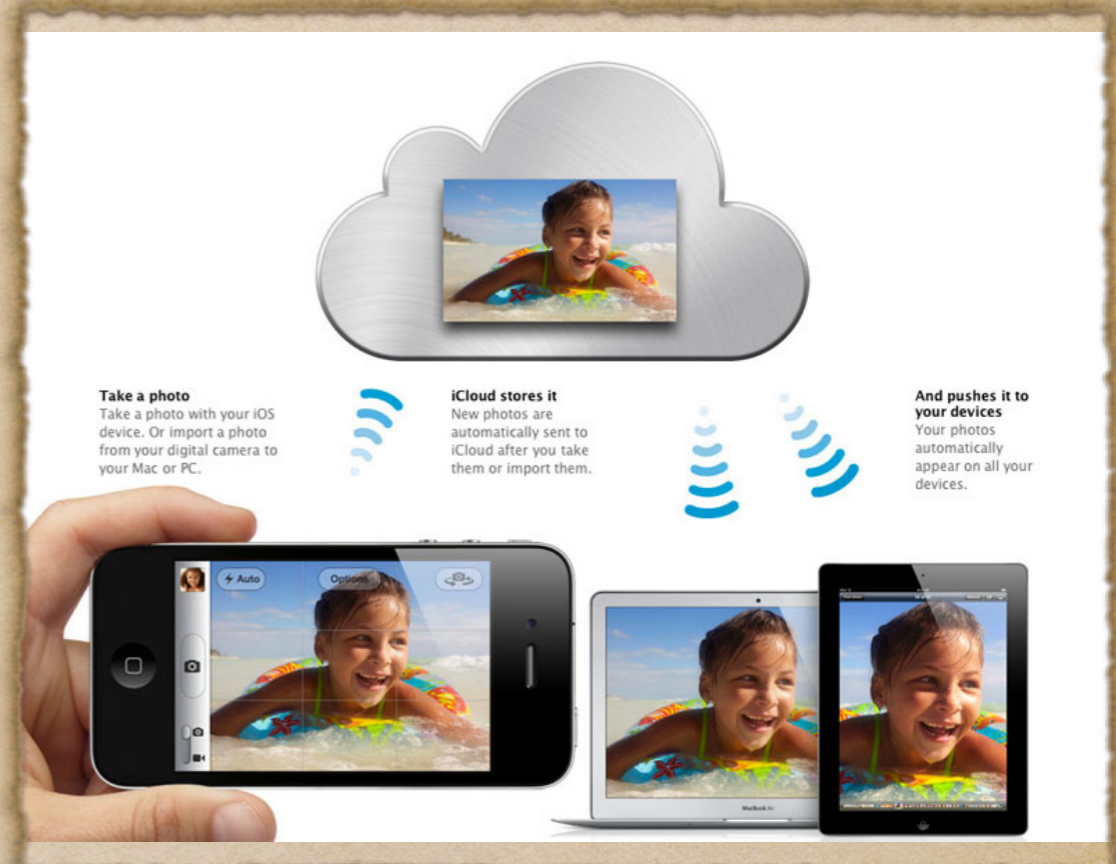 Take a photo
Take a photo with your iOS
device. Or import a photo
from your digital camera to
your Mac or PC.
iCloud stores it
New photos are
automatically sent to
iCloud after you take
them or import them.
And pushes it to
your devices
Your photos
automatically
appear on all your
devices.
Auto
Options
MacBook Air